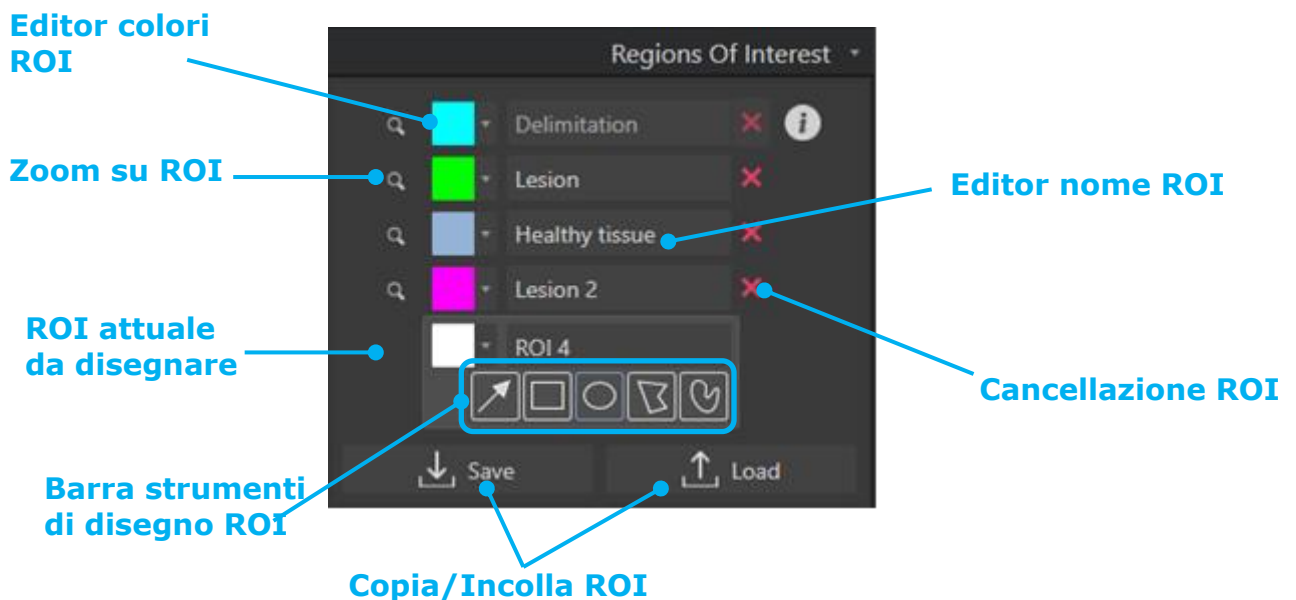 Editor colori
ROI
Regions Of Interest
Delimitation
i
Zoom su ROI
Lesion
Editor nome ROI
Healthy tissue
Lesion 2
ROI attuale
da disegnare
ROI 4
Cancellazione ROI
Save
Load
Barra strumenti
di disegno ROI
Copia/Incolla ROI